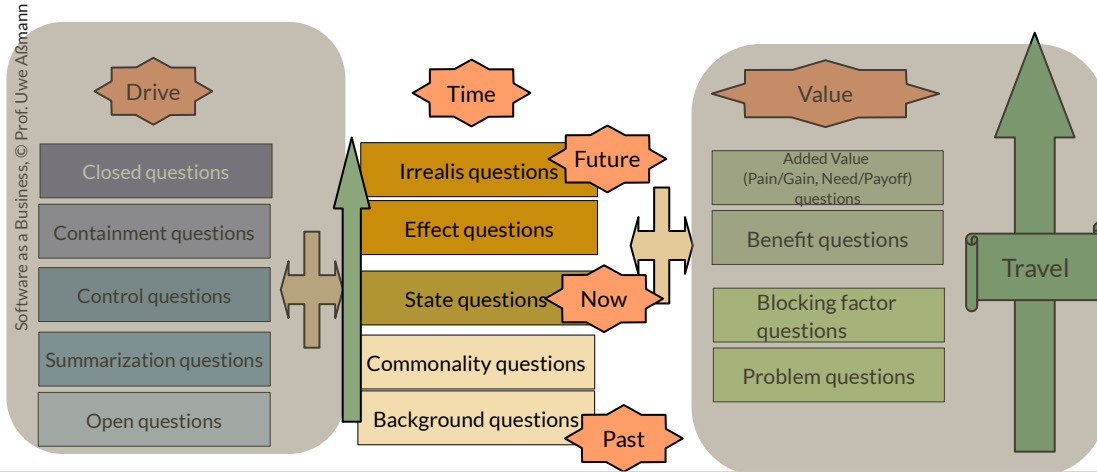 Software as a Business, © Prof. Uwe Aßmann
Drive
Closed questions
Containment questions
Control questions
Summarization questions
Open questions
Time
Future
Irrealis questions
Effect questions
State questions
Now
Commonality questions
Background questions
Past
Value
Added Value
(Pain/Gain, Need/Payoff)
questions
Benefit questions
Blocking factor
questions
Problem questions
Travel